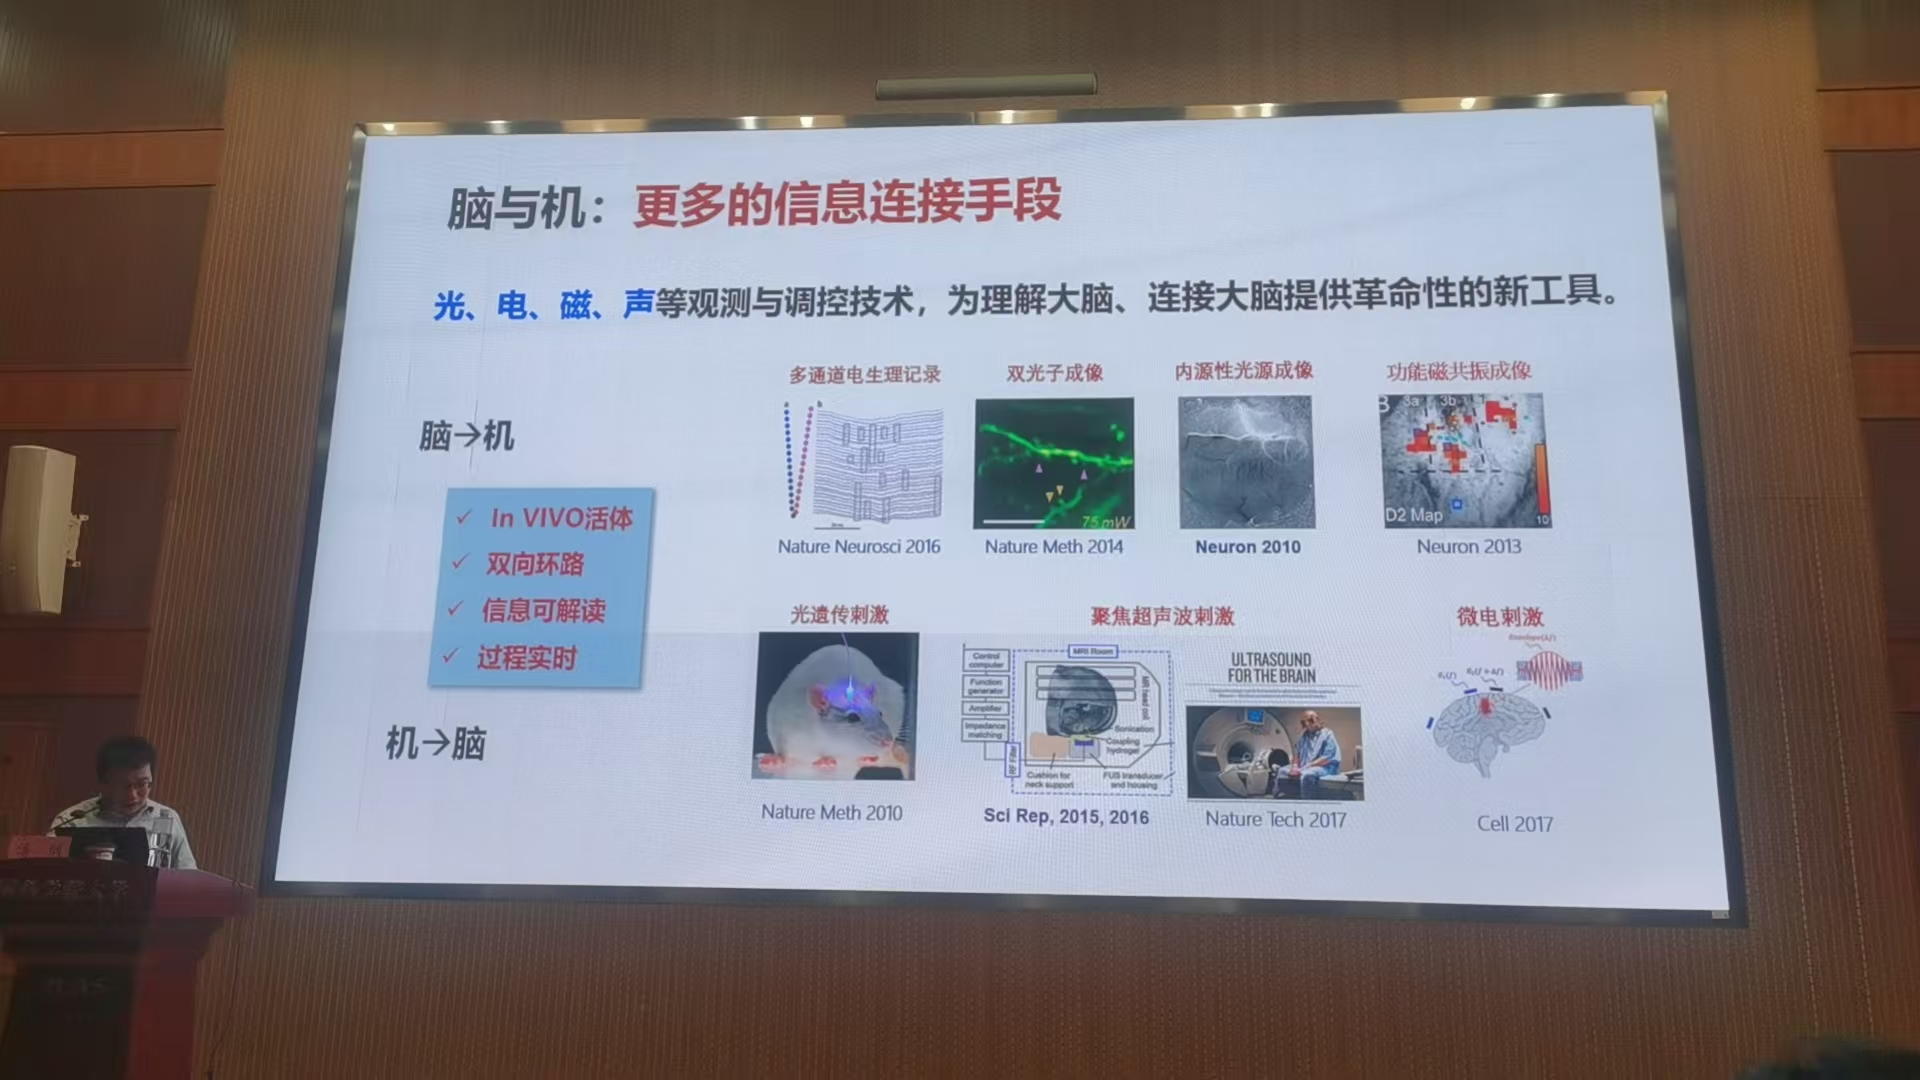 脑与机：更多的信息连接手段
光、电、磁、声等观测与调控技术，为理解大脑、连接大脑提供革命性的新工具。
脑→机
✓ In VIVO活体
✓ 双向环路
✓ 信息可解读
✓ 过程实时
机→脑
多通道电生理记录
a b
Nature Neurosci 2016
双光子成像
75 mW
Nature Meth 2014
内源性光源成像
Neuron 2010
功能磁共振成像
B 3a 3b
D2 Map
10
Neuron 2013
光遗传刺激
Nature Meth 2010
聚焦超声波刺激
Control computer
Function generator
Amplifier
Impedance matching
RF Filter
MRI Room
MR head coil
Sonication
Coupling hydrogel
Cushion for neck support
FUS transducer and housing
Sci Rep, 2015, 2016
ULTRASOUND
FOR THE BRAIN
Nature Tech 2017
微电刺激
Cell 2017